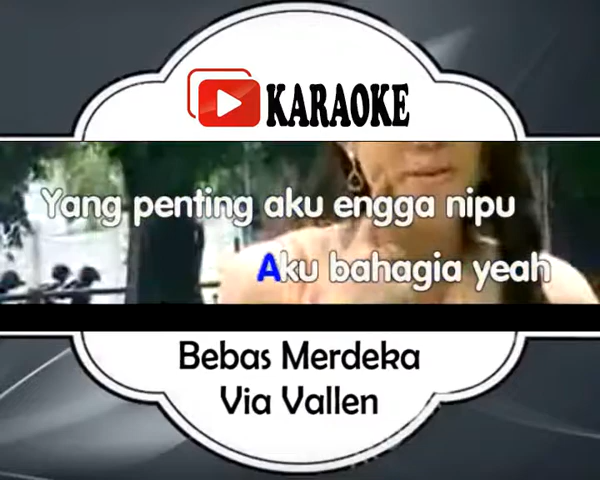 KARAOKE
Yang penting aku engga nipu
Aku bahagia yeah
Bebas Merdeka
Via Vallen